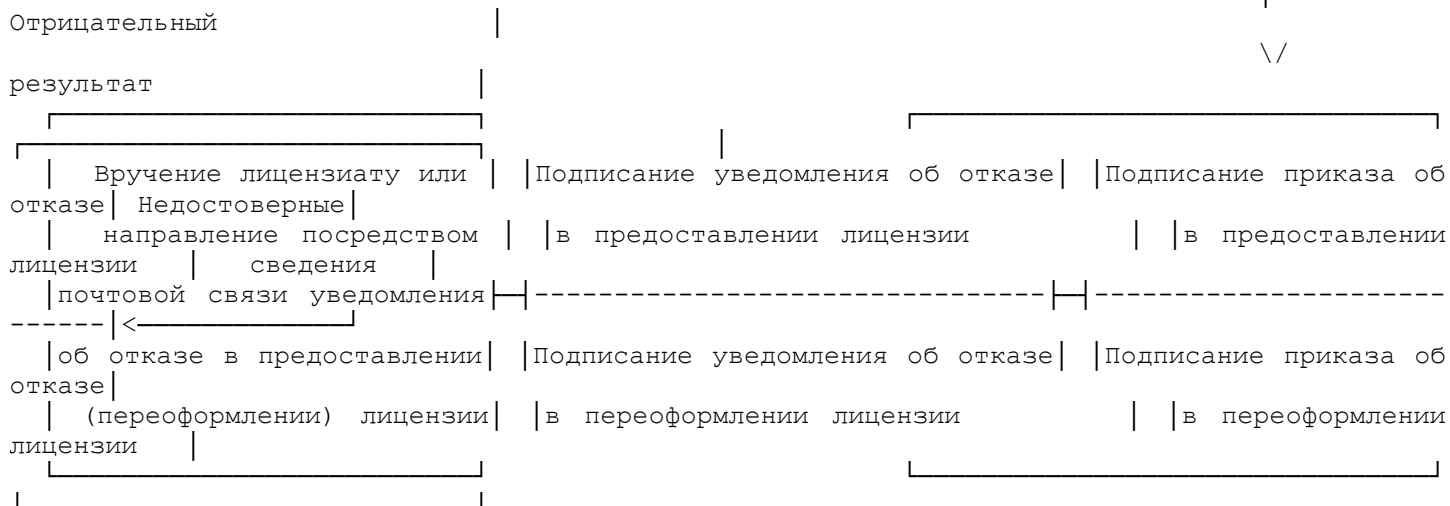 Отрицательный │
\/
результат │
┌──────────────────────────┐ ┌────────────────────────────────┐
┌────────────────────────────┐ │
│ Вручение лицензиату или │ │Подписание уведомления об отказе│ │Подписание приказа об
отказе│ Недостоверные│
│ направление посредством │ │в предоставлении лицензии │ │в предоставлении
лицензии │ сведения │
│почтовой связи уведомления├─┤--------------------------------├─┤----------------------
------│<─────────────┘
│об отказе в предоставлении│ │Подписание уведомления об отказе│ │Подписание приказа об
отказе│
│ (переоформлении) лицензии│ │в переоформлении лицензии │ │в переоформлении
лицензии │
└──────────────────────────┘ └────────────────────────────────┘